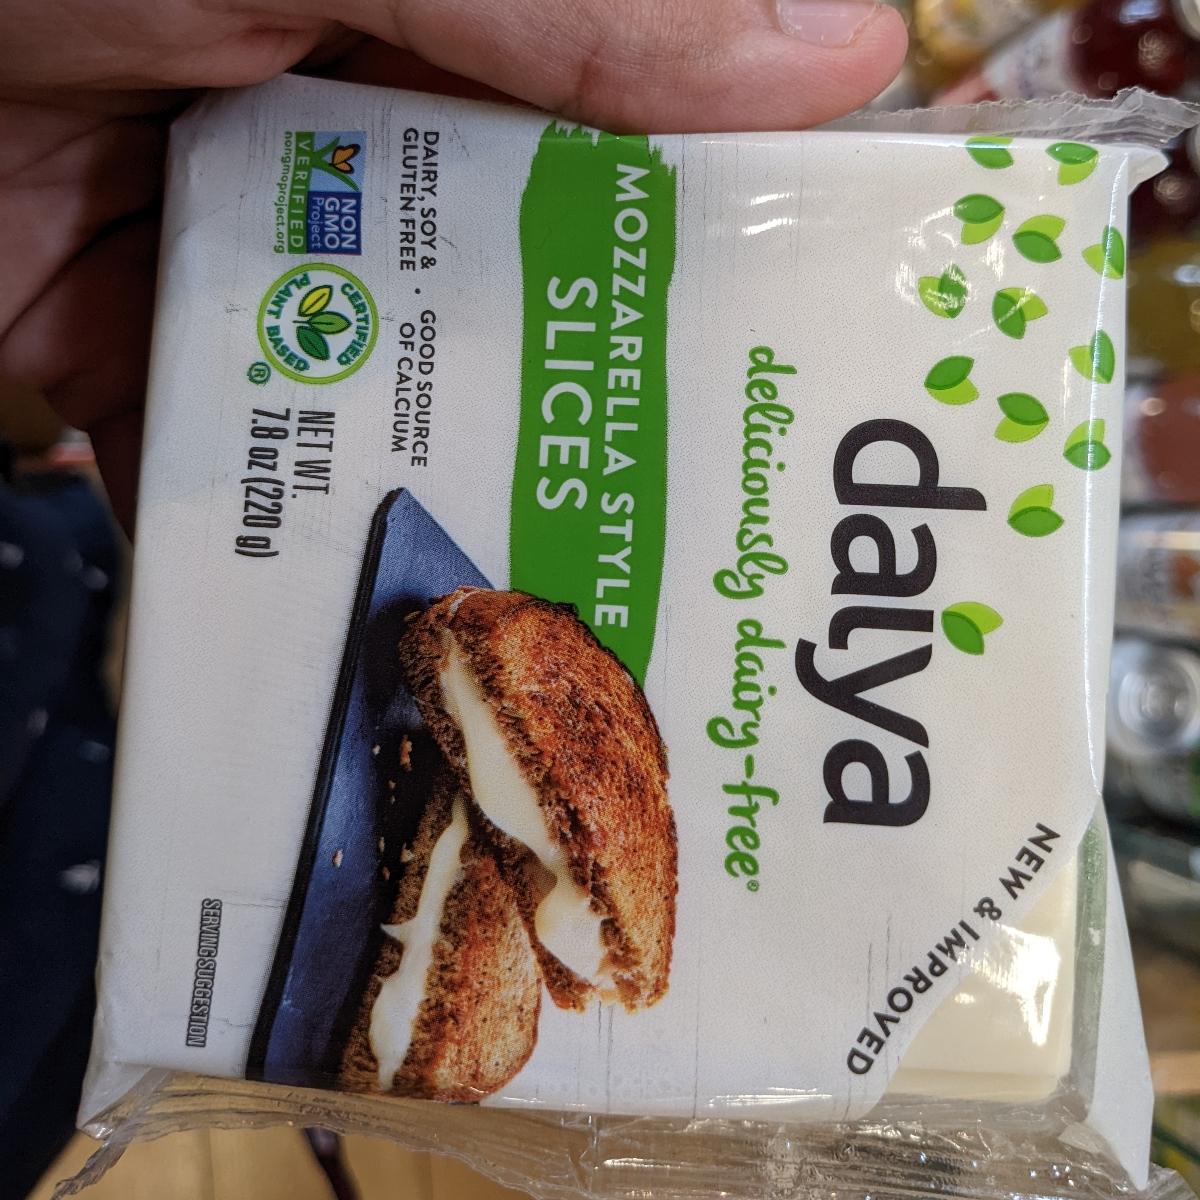 daiya
NEW & IMPROVED
deliciously dairy-free®
MOZZARELLA STYLE
SLICES
DAIRY, SOY &
GLUTEN FREE
•
GOOD SOURCE
OF CALCIUM
NON
GMO
Project
VERIFIED
nongmoproject.org
CERTIFIED
PLANT BASED
®
NET WT.
7.8 oz (220 g)
SERVING SUGGESTION